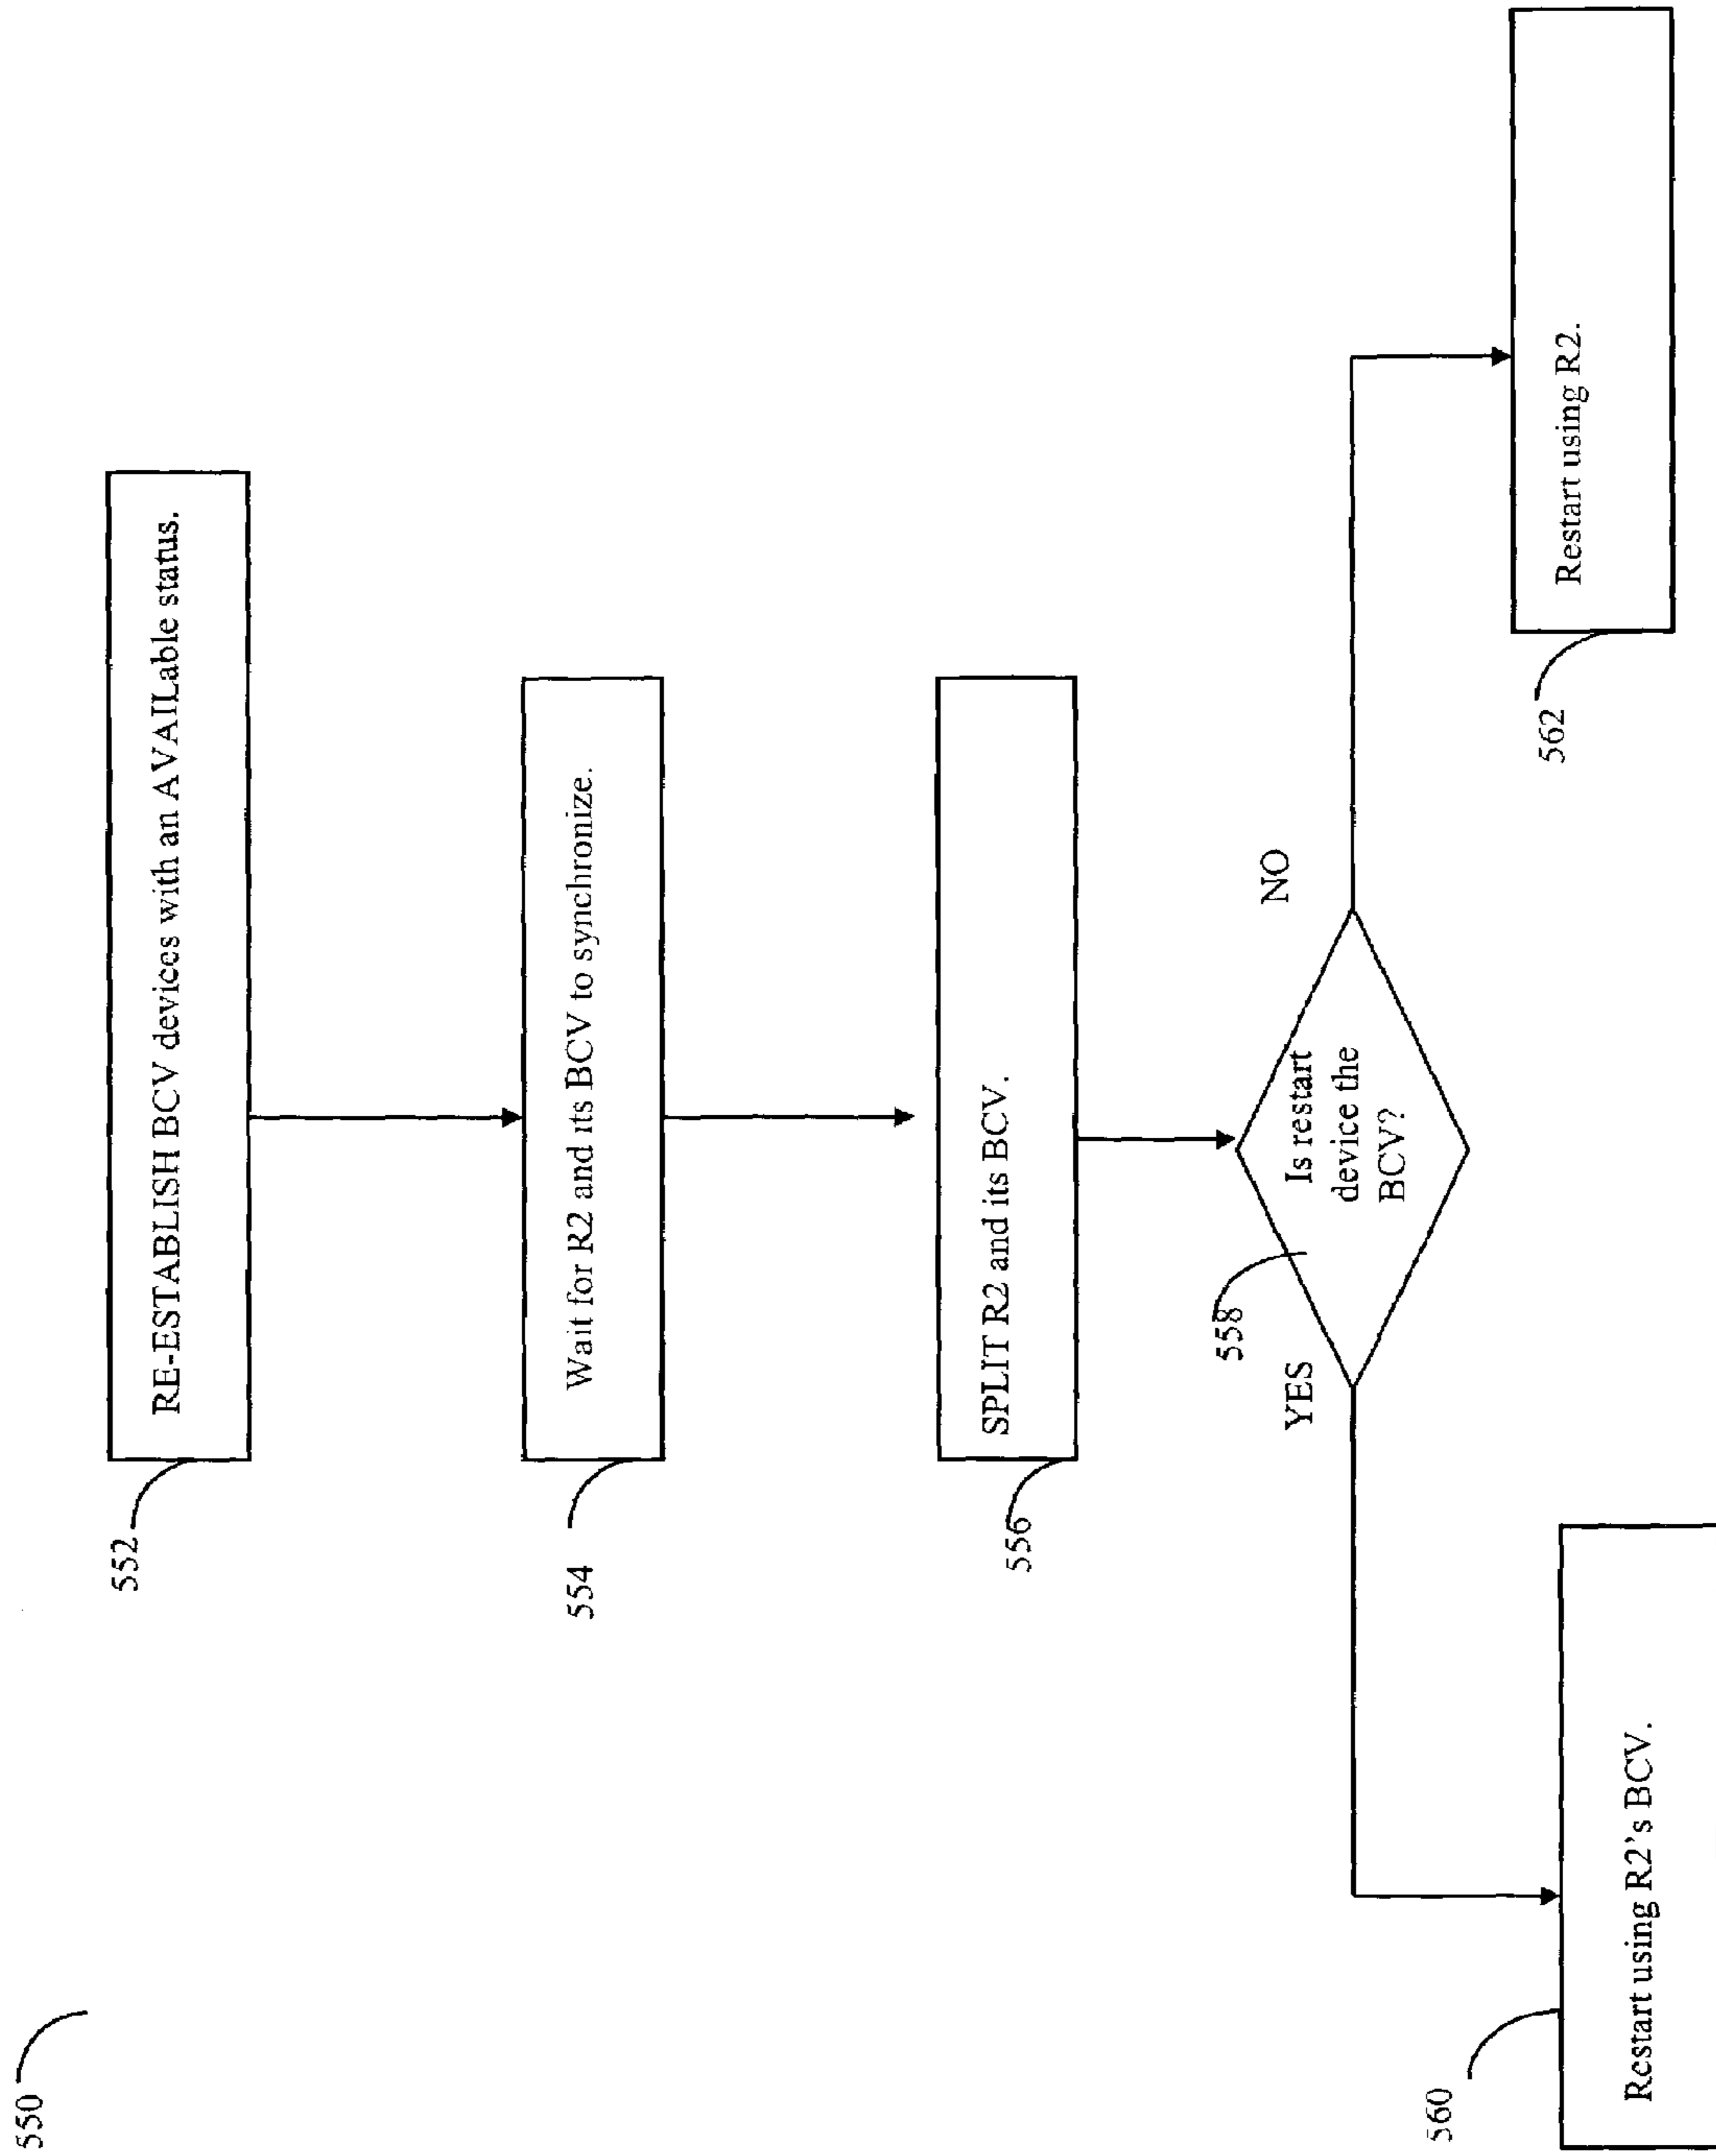 550
552
RE-ESTABLISH BCV devices with an AVAILable status.
554
Wait for R2 and its BCV to synchronize.
556
SPLIT R2 and its BCV.
558
Is restart
device the
BCV?
YES
NO
560
Restart using R2's BCV.
562
Restart using R2.